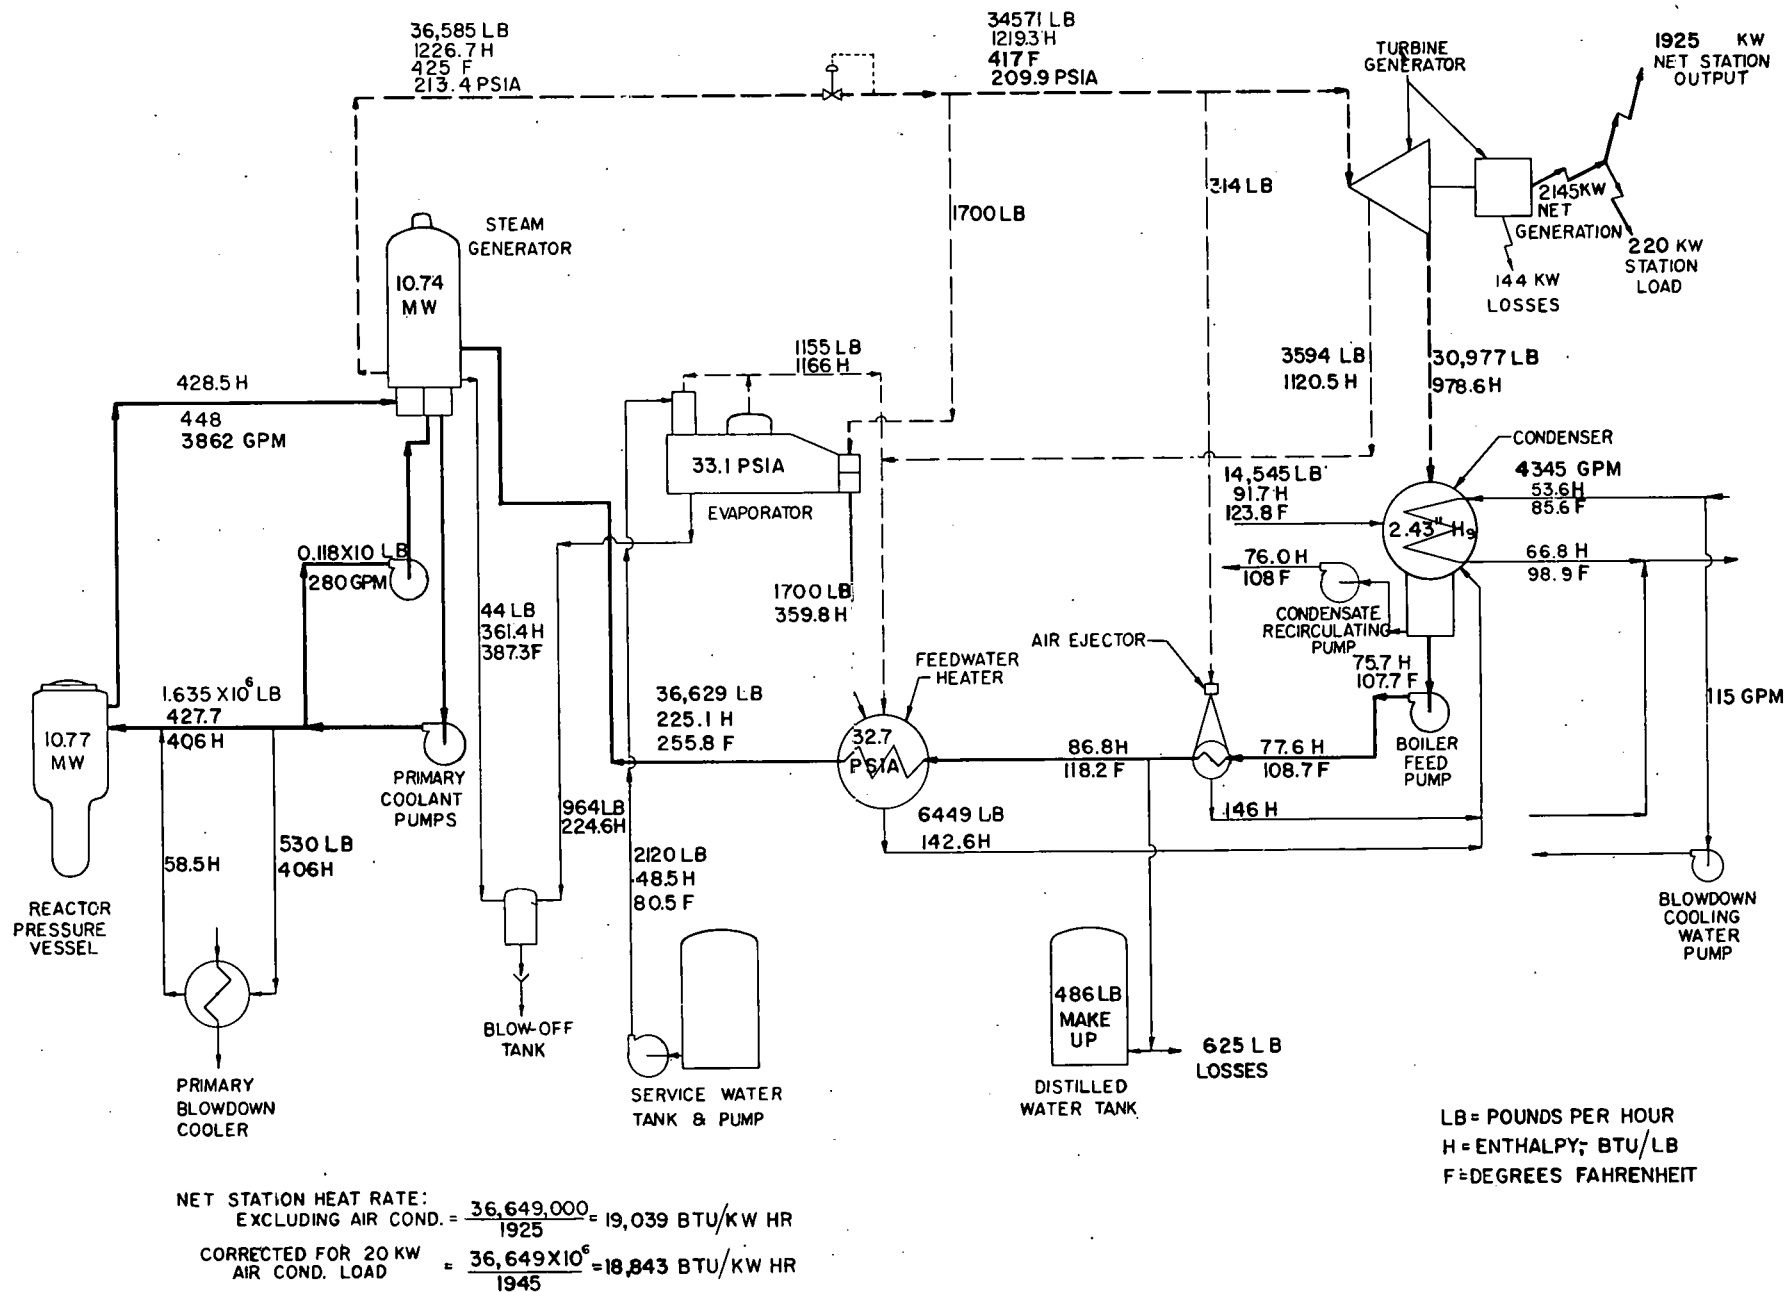 36,585 LB
1226.7 H
425 F
213.4 PSIA
34571 LB
1219.3 H
417 F
209.9 PSIA
TURBINE
GENERATOR
1925 KW
NET STATION
OUTPUT
2145 KW
NET
GENERATION
220 KW
STATION
LOAD
144 KW
LOSSES
314 LB
1700 LB
STEAM
GENERATOR
10.74
MW
1155 LB
1166 H
3594 LB
1120.5 H
30,977 LB
978.6 H
428.5 H
448
3862 GPM
33.1 PSIA
EVAPORATOR
CONDENSER
4345 GPM
53.6 H
85.6 F
14,545 LB
91.7 H
123.8 F
2.43" Hg
66.8 H
98.9 F
0.118X10 LB
280 GPM
76.0 H
108 F
CONDENSATE
RECIRCULATING
PUMP
1700 LB
359.8 H
44 LB
361.4 H
387.3 F
AIR EJECTOR
FEEDWATER
HEATER
75.7 H
107.7 F
115 GPM
1.635 X10⁶ LB
427.7
406 H
36,629 LB
225.1 H
255.8 F
32.7
PSIA
86.8 H
118.2 F
77.6 H
108.7 F
BOILER
FEED
PUMP
10.77
MW
PRIMARY
COOLANT
PUMPS
964 LB
224.6 H
6449 LB
142.6 H
146 H
58.5 H
530 LB
406 H
2120 LB
48.5 H
80.5 F
BLOWDOWN
COOLING
WATER
PUMP
REACTOR
PRESSURE
VESSEL
486 LB
MAKE
UP
BLOW-OFF
TANK
625 LB
LOSSES
PRIMARY
BLOWDOWN
COOLER
SERVICE WATER
TANK & PUMP
DISTILLED
WATER TANK
LB = POUNDS PER HOUR
H = ENTHALPY; BTU/LB
F = DEGREES FAHRENHEIT
NET STATION HEAT RATE:
EXCLUDING AIR COND. = 36,649,000 / 1925 = 19,039 BTU/KW HR
CORRECTED FOR 20 KW
AIR COND. LOAD = 36,649X10⁶ / 1945 = 18,843 BTU/KW HR